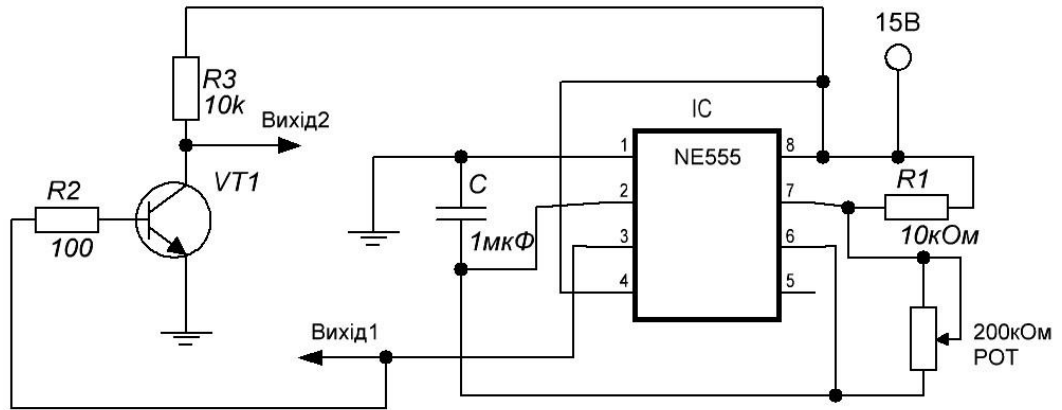 R3
10k
Вихід2
VT1
R2
100
Вихід1
C
1мкФ
IC
NE555
1
2
3
4
8
7
6
5
15В
R1
10кОм
200кОм
POT